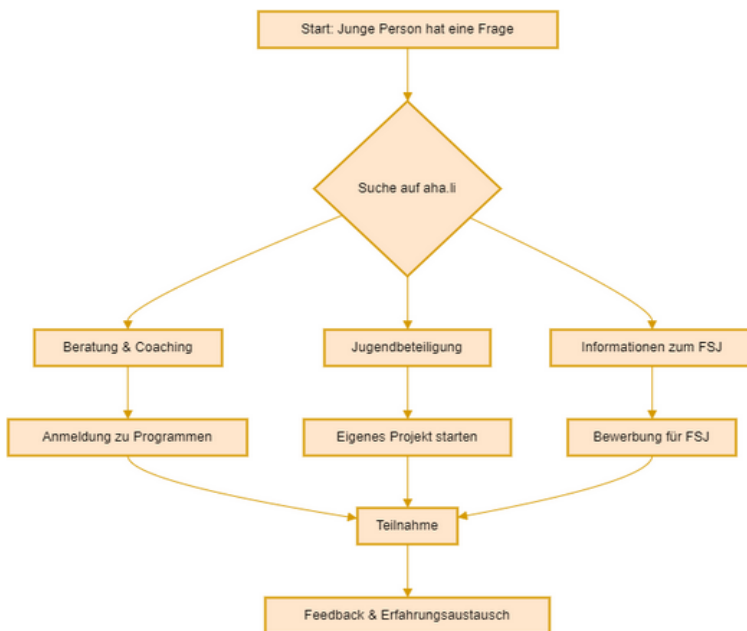 Start: Junge Person hat eine Frage
Suche auf aha.li
Beratung & Coaching
Jugendbeteiligung
Informationen zum FSJ
Anmeldung zu Programmen
Eigenes Projekt starten
Bewerbung für FSJ
Teilnahme
Feedback & Erfahrungsaustausch